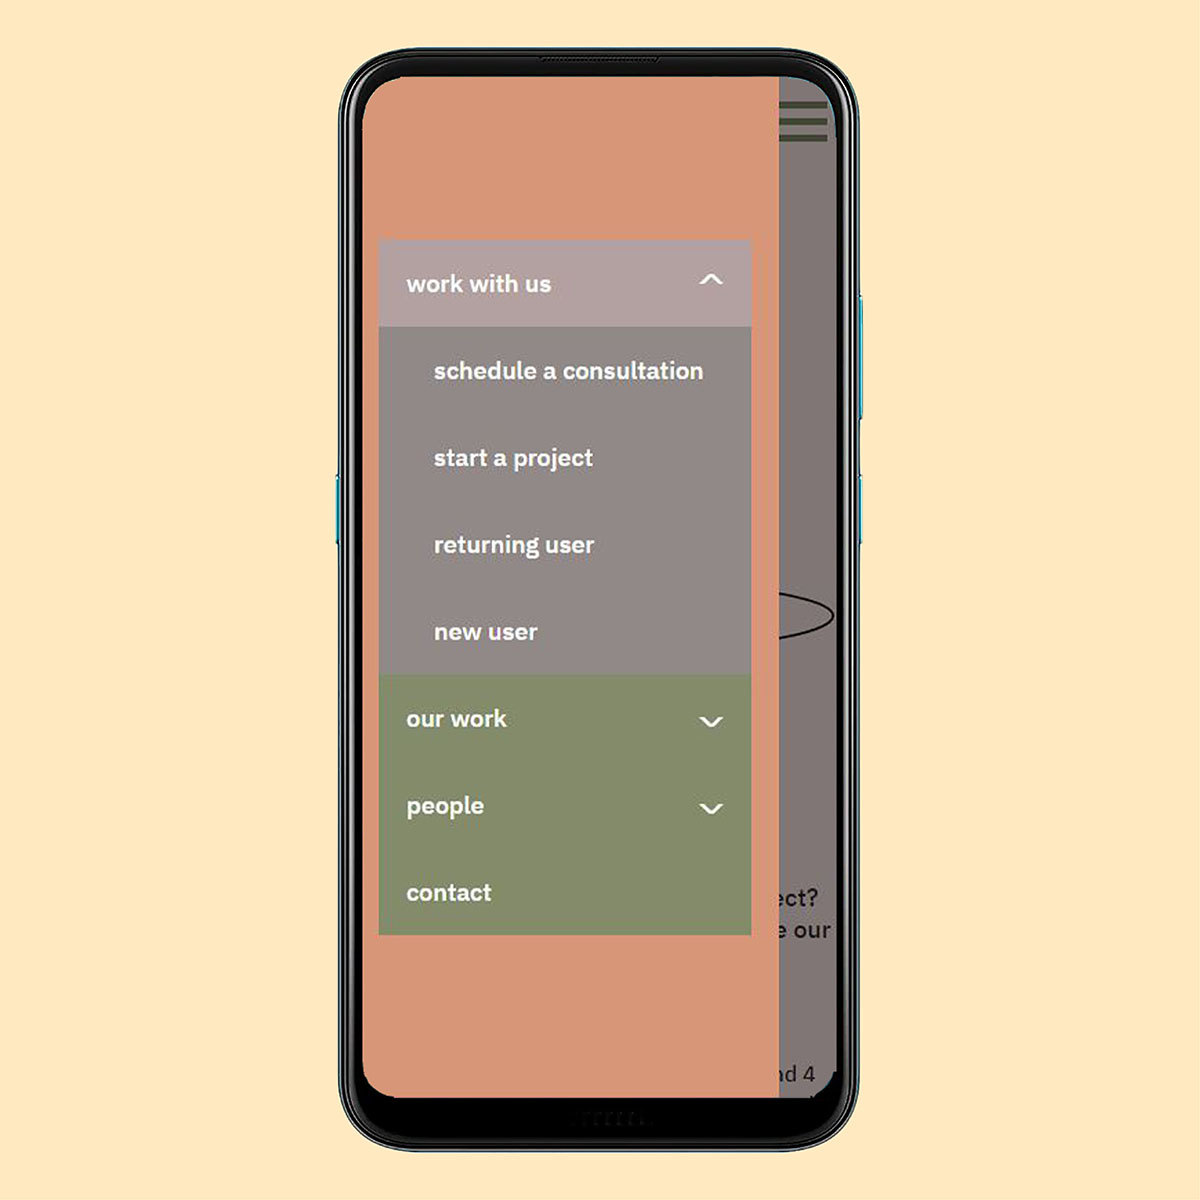 work with us
schedule a consultation
start a project
returning user
new user
our work
people
contact
ect?
e our
nd 4